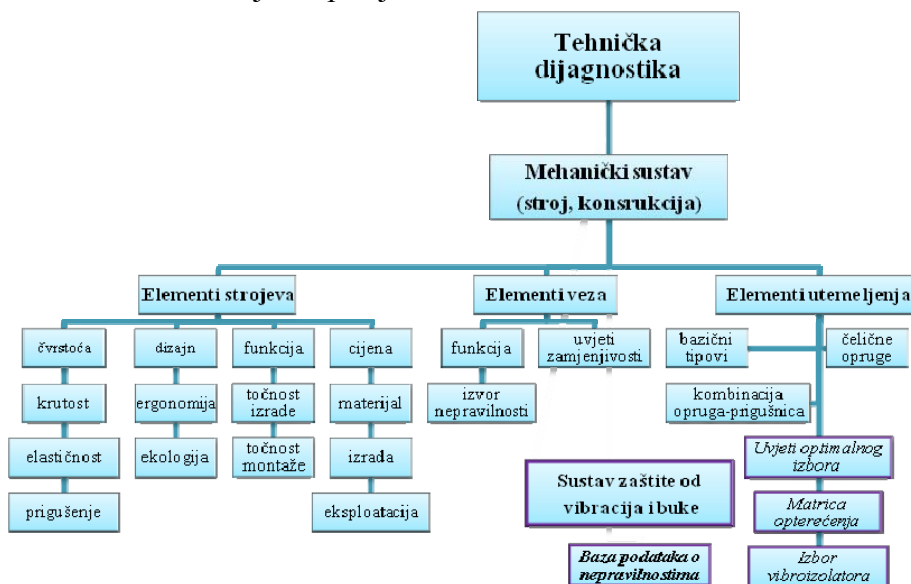 Tehnička
dijagnostika
Mehanički sustav
(stroj, konsrukcija)
Elementi strojeva
Elementi veza
Elementi utemeljenja
čvrstoća
dizajn
funkcija
cijena
funkcija
uvjeti
zamjenjivosti
bazični
tipovi
čelične
opruge
krutost
ergonomija
točnost
izrade
materijal
izvor
nepravilnosti
kombinacija
opruga-prigušnica
elastičnost
ekologija
točnost
montaže
izrada
Uvjeti optimalnog
izbora
prigušenje
eksploatacija
Sustav zaštite od
vibracija i buke
Matrica
opterećenja
Baza podataka o
nepravilnostima
Izbor
vibroizolatora